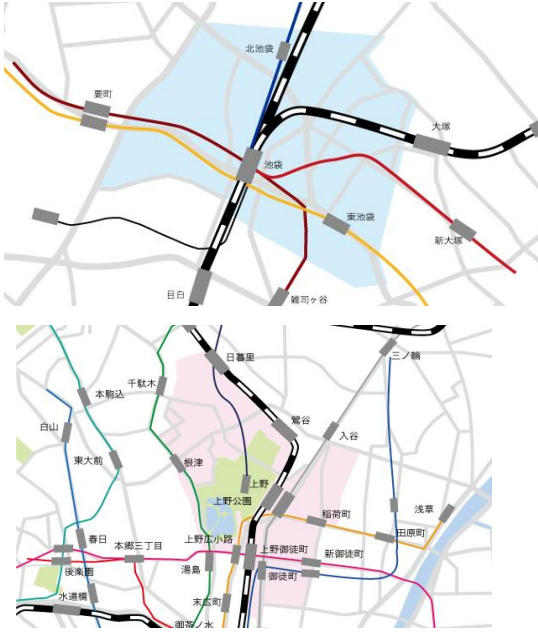 北池袋
要町
大塚
池袋
東池袋
新大塚
目白
雑司ヶ谷
日暮里
三ノ輪
千駄木
本駒込
鶯谷
白山
入谷
東大前
根津
上野
上野公園
稲荷町
浅草
田原町
春日
本郷三丁目
上野広小路
上野御徒町
新御徒町
後楽園
湯島
御徒町
水道橋
末広町
御茶ノ水